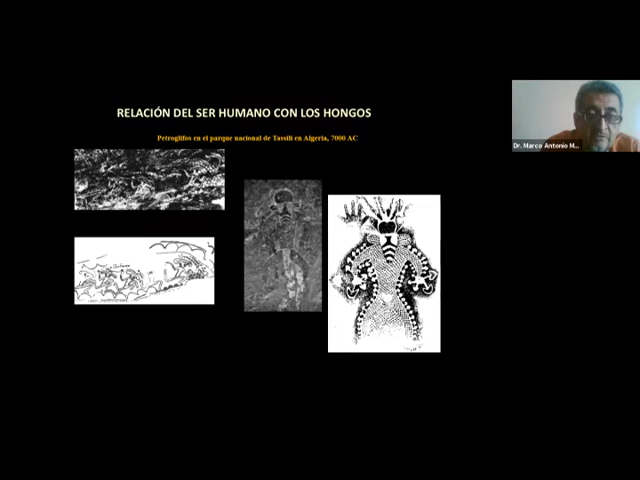 RELACIÓN DEL SER HUMANO CON LOS HONGOS
Petroglifos en el parque nacional de Tassili en Algeria, 7000 AC
Dr. Marco Antonio M...